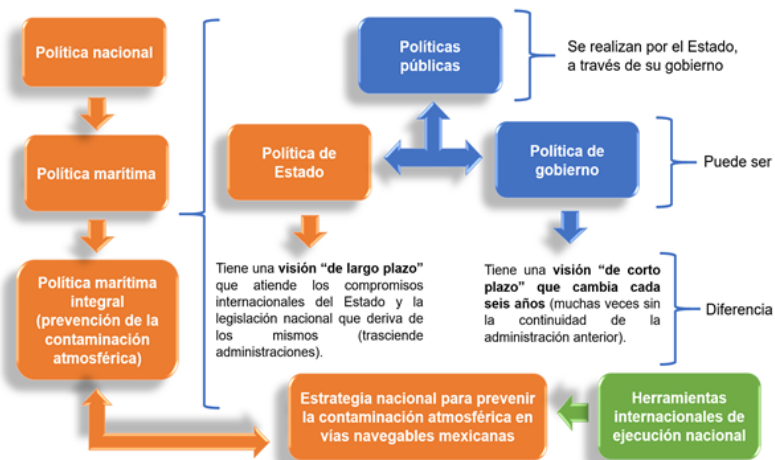 Política nacional
Política marítima
Política marítima
integral
(prevención de la
contaminación
atmosférica)
Políticas
públicas
Se realizan por el Estado,
a través de su gobierno
Política de
Estado
Política de
gobierno
Puede ser
Tiene una visión “de largo plazo”
que atiende los compromisos
internacionales del Estado y la
legislación nacional que deriva de
los mismos (trasciende
administraciones).
Tiene una visión “de corto
plazo” que cambia cada
seis años (muchas veces sin
la continuidad de la
administración anterior).
Diferencia
Estrategia nacional para prevenir
la contaminación atmosférica en
vías navegables mexicanas
Herramientas
internacionales de
ejecución nacional